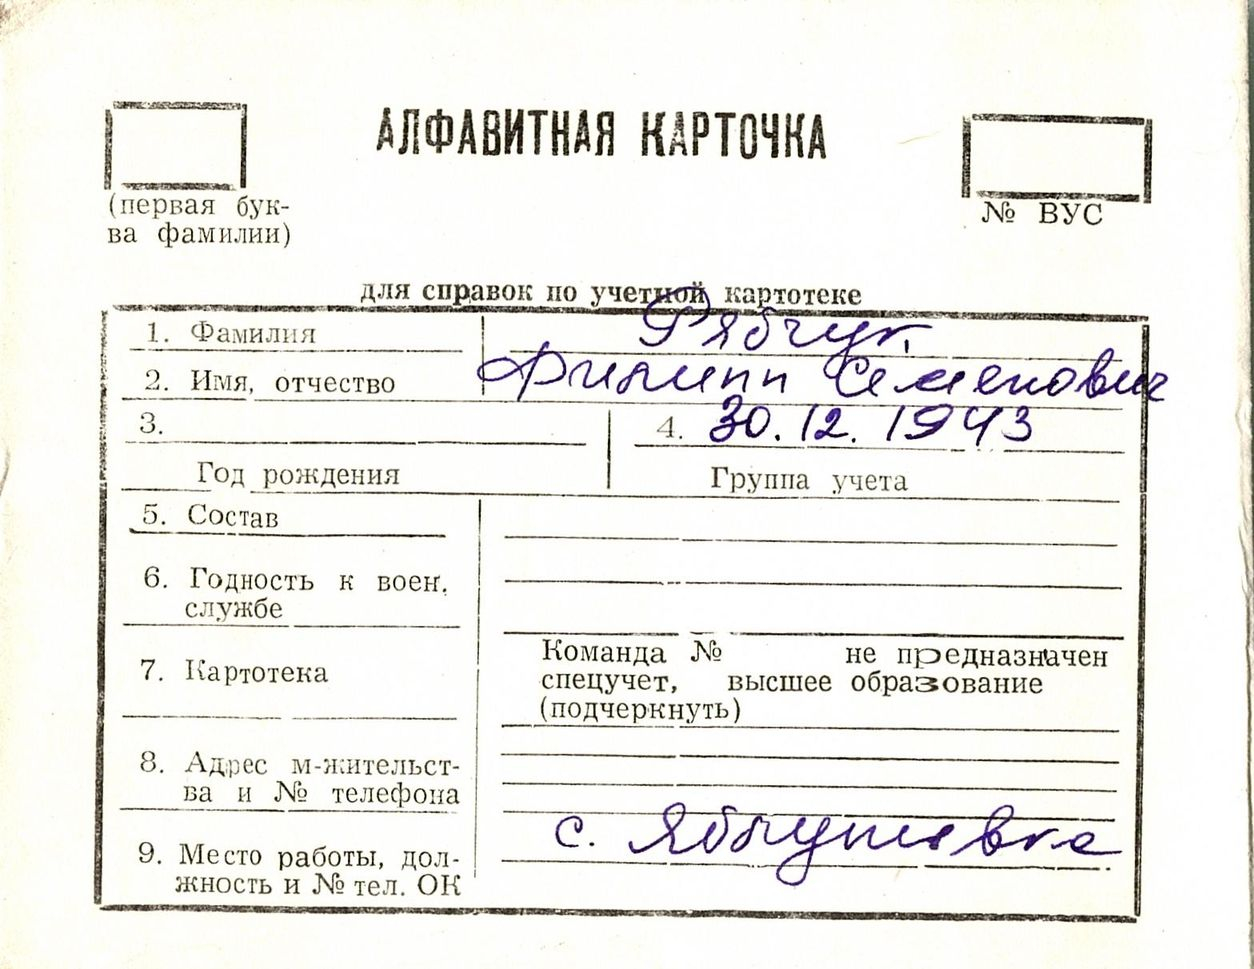 АЛФАВИТНАЯ КАРТОЧКА
(первая бук-
ва фамилии)
№ ВУС
для справок по учетной картотеке
1. Фамилия Рябчук.
2. Имя, отчество Филипп Семенович
3. 4. 30.12.1943
Год рождения Группа учета
5. Состав
6. Годность к воен.
службе
7. Картотека
Команда № не предназначен
спецучет, высшее образование
(подчеркнуть)
8. Адрес м-жительст-
ва и № телефона
с.
9. Место работы, дол-
жность и № тел. ОК